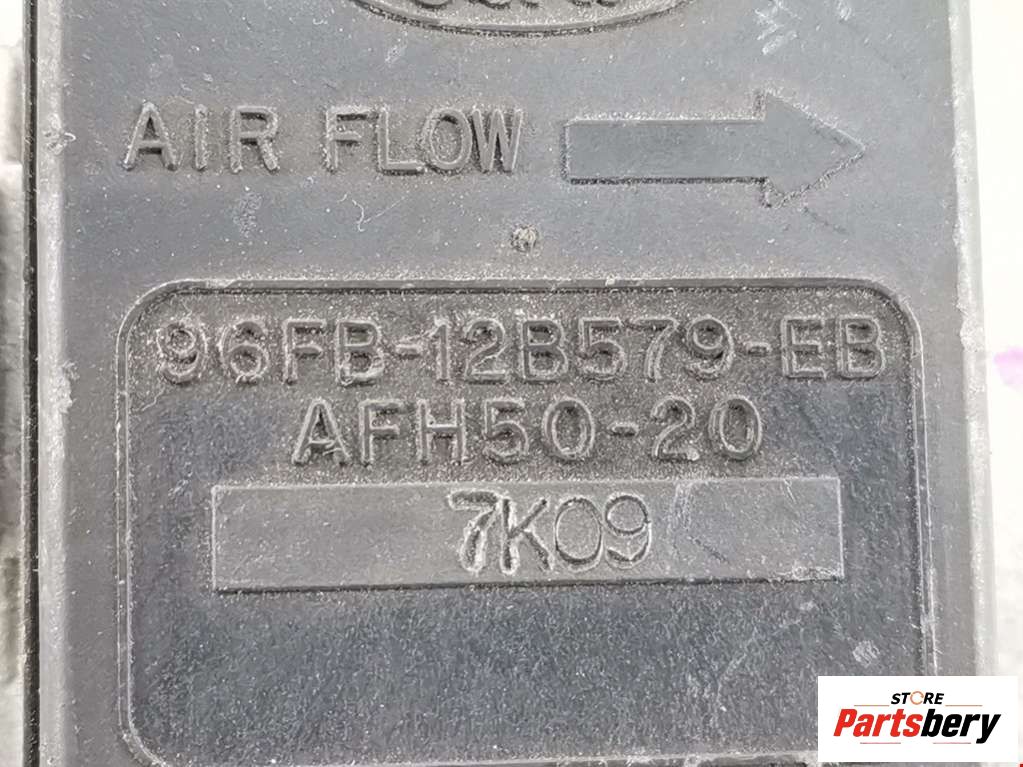 AIR FLOW
96FB-12B579-EB
AFH50-20
7K09
STORE
Partsbery